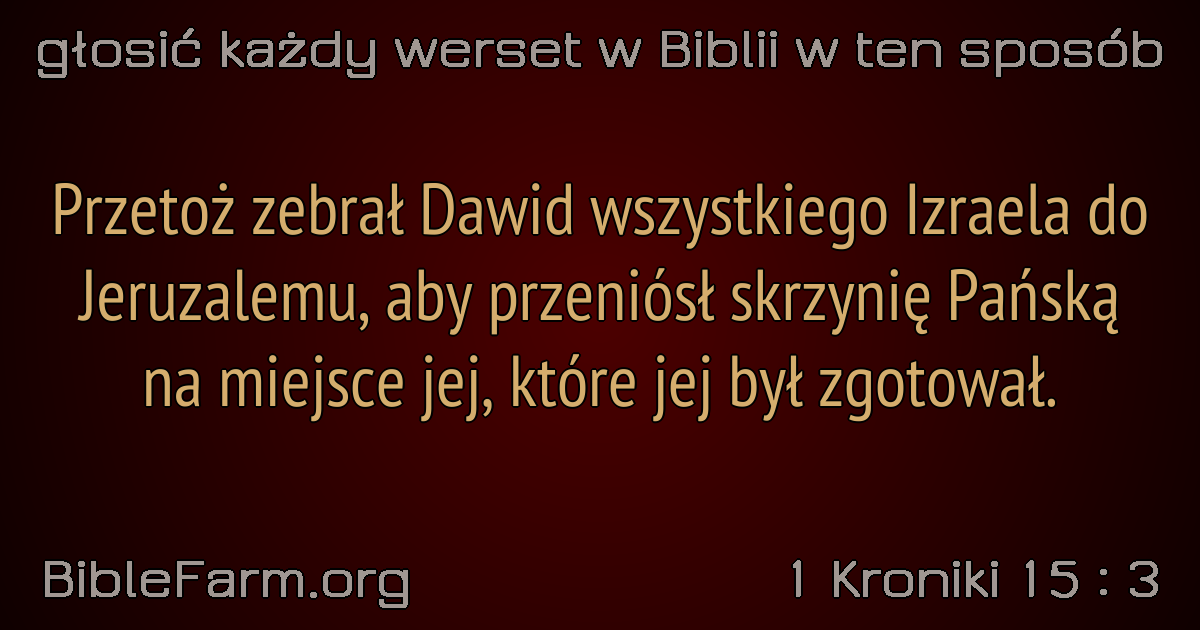 głosić każdy werset w Biblii w ten sposób
Przetoż zebrał Dawid wszystkiego Izraela do
Jeruzalemu, aby przeniósł skrzynię Pańską
na miejsce jej, które jej był zgotował.
BibleFarm.org
1 Kroniki 15 : 3